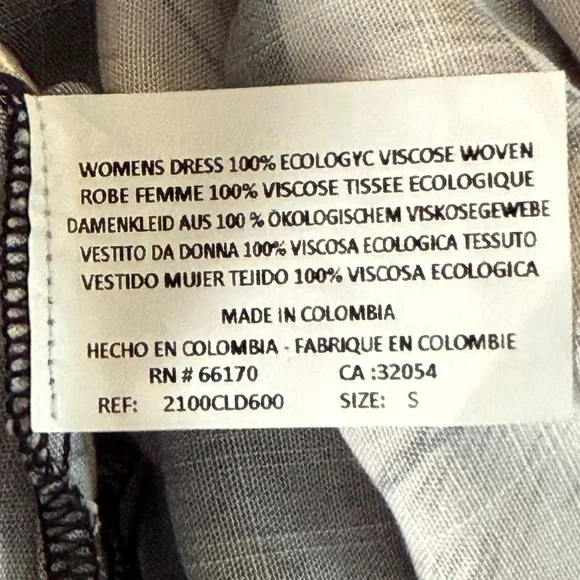 WOMENS DRESS 100% ECOLOGYC VISCOSE WOVEN
ROBE FEMME 100% VISCOSE TISSEE ECOLOGIQUE
DAMENKLEID AUS 100 % ÖKOLOGISCHEM VISKOSEGEWEBE
VESTITO DA DONNA 100% VISCOSA ECOLOGICA TESSUTO
VESTIDO MUJER TEJIDO 100% VISCOSA ECOLOGICA
MADE IN COLOMBIA
HECHO EN COLOMBIA - FABRIQUE EN COLOMBIE
RN # 66170 CA :32054
REF: 2100CLD600 SIZE: S